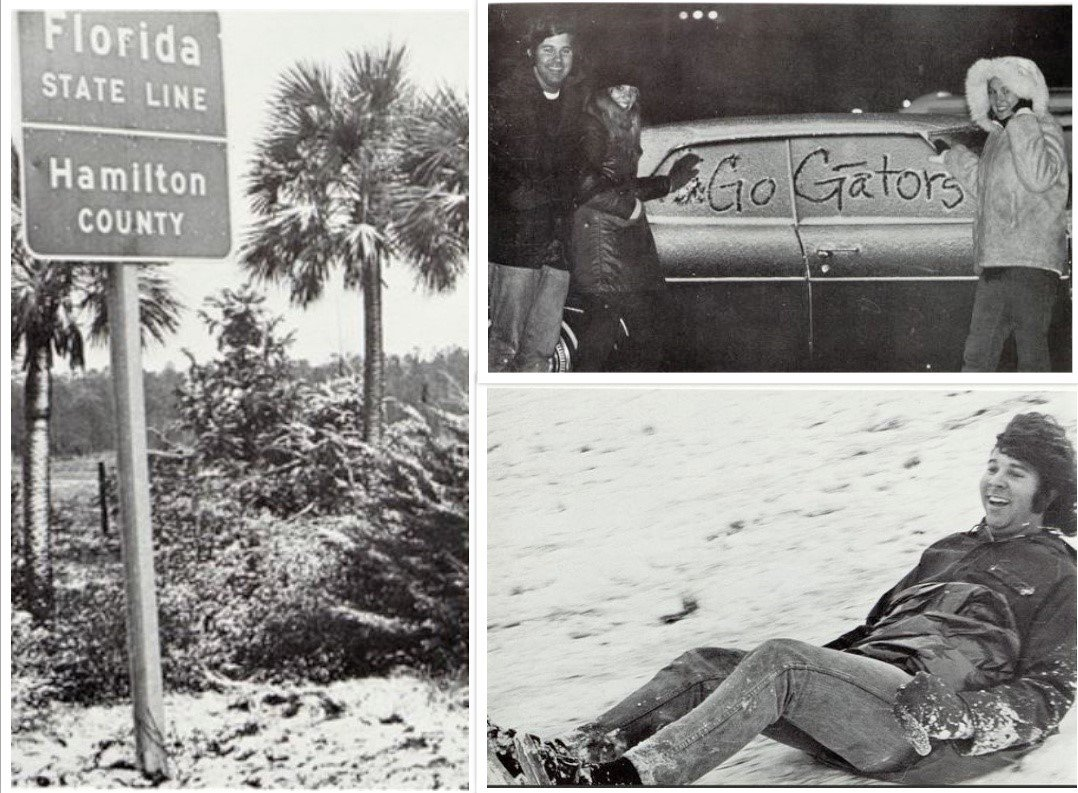 Florida
STATE LINE
Hamilton
COUNTY
Go Gators